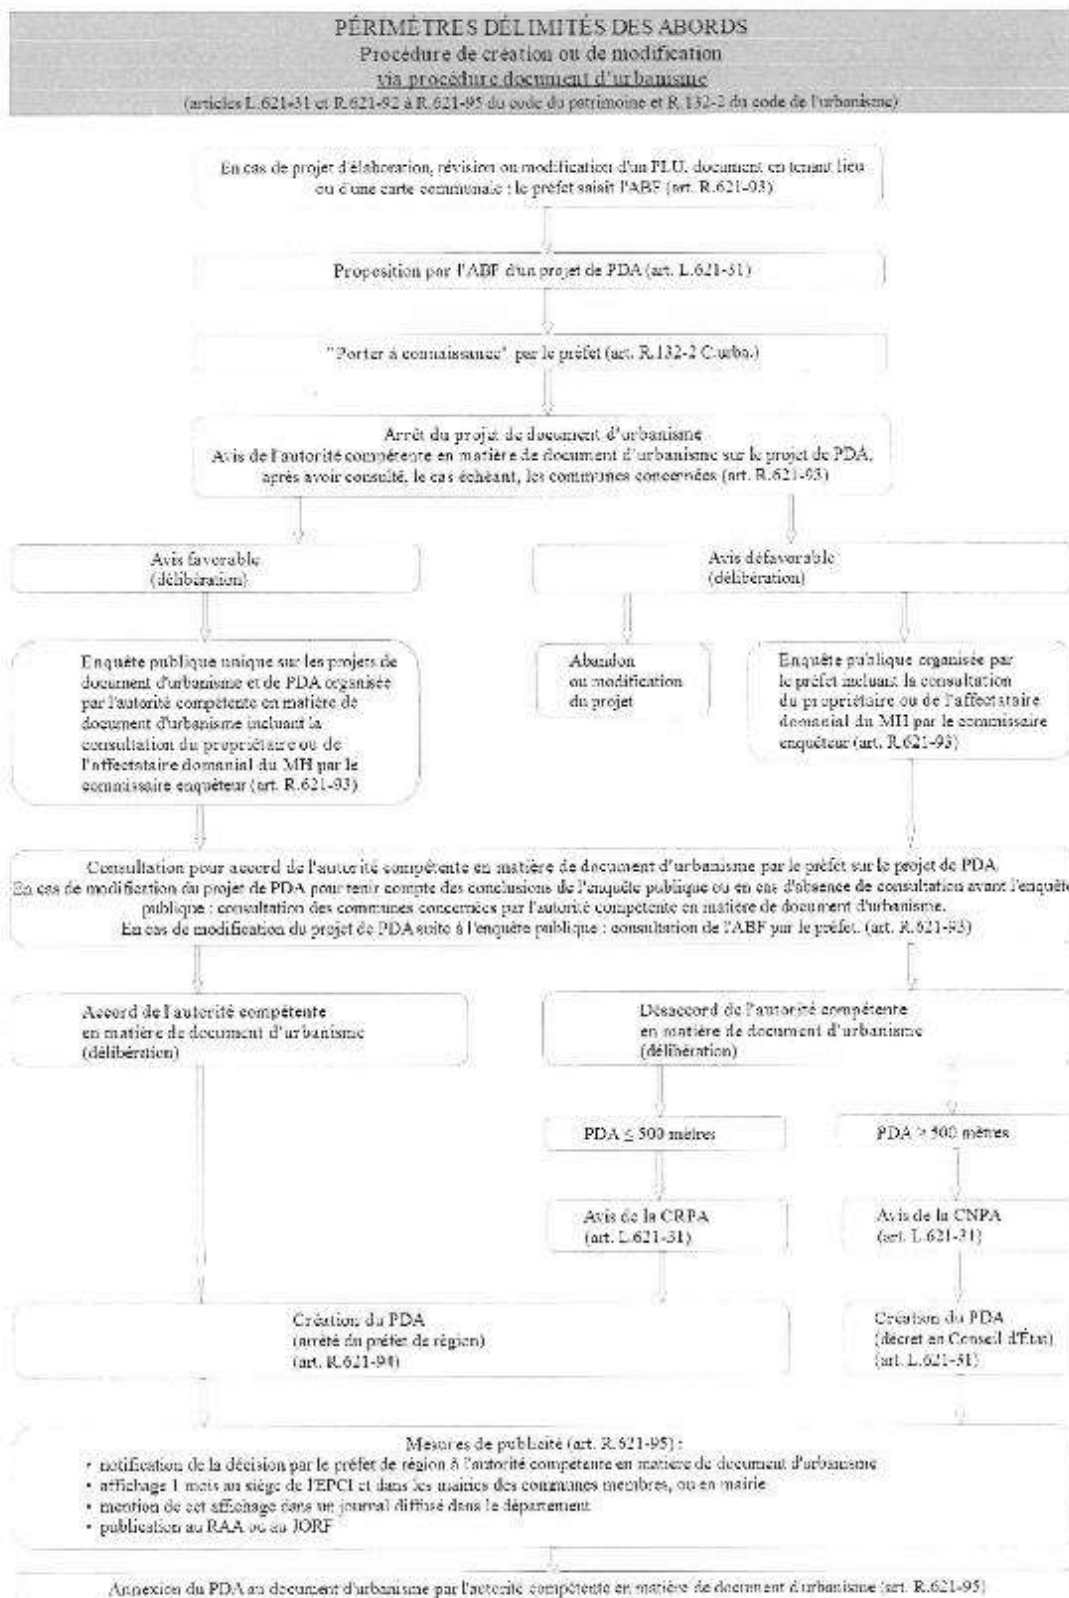 PÉRIMÈTRES DÉLIMITÉS DES ABORDS
Procédure de création ou de modification
via procédure document d'urbanisme
(articles L.621-31 et R.621-92 à R.621-95 du code du patrimoine et R.132-2 du code de l'urbanisme)
En cas de projet d'élaboration, révision ou modification d'un PLU, document en tenant lieu
ou d'une carte communale : le préfet saisit l'ABF (art. R.621-93)
Proposition par l'ABF d'un projet de PDA (art. L.621-31)
"Porter à connaissance" par le préfet (art. R.132-2 C.urba.)
Arrêt du projet de document d'urbanisme
Avis de l'autorité compétente en matière de document d'urbanisme sur le projet de PDA,
après avoir consulté, le cas échéant, les communes concernées (art. R.621-93)
Avis favorable
(délibération)
Avis défavorable
(délibération)
Enquête publique unique sur les projets de
document d'urbanisme et de PDA organisée
par l'autorité compétente en matière de
document d'urbanisme incluant la
consultation du propriétaire ou de
l'affectataire domanial du MH par le
commissaire enquêteur (art. R.621-93)
Abandon
ou modification
du projet
Enquête publique organisée par
le préfet incluant la consultation
du propriétaire ou de l'affectataire
domanial du MH par le commissaire
enquêteur (art. R.621-93)
Consultation pour accord de l'autorité compétente en matière de document d'urbanisme par le préfet sur le projet de PDA
En cas de modification du projet de PDA pour tenir compte des conclusions de l'enquête publique ou en cas d'absence de consultation avant l'enquête
publique : consultation des communes concernées par l'autorité compétente en matière de document d'urbanisme.
En cas de modification du projet de PDA suite à l'enquête publique : consultation de l'ABF par le préfet. (art. R.621-93)
Accord de l'autorité compétente
en matière de document d'urbanisme
(délibération)
Désaccord de l'autorité compétente
en matière de document d'urbanisme
(délibération)
PDA ≤ 500 mètres
PDA > 500 mètres
Avis de la CRPA
(art. L.621-31)
Avis de la CNPA
(art. L.621-31)
Création du PDA
(arrêté du préfet de région)
(art. R.621-94)
Création du PDA
(décret en Conseil d'État)
(art. L.621-31)
Mesures de publicité (art. R.621-95) :
• notification de la décision par le préfet de région à l'autorité compétente en matière de document d'urbanisme
• affichage 1 mois au siège de l'EPCI et dans les mairies des communes membres, ou en mairie
• mention de cet affichage dans un journal diffusé dans le département
• publication au RAA ou au JORF
Annexion du PDA au document d'urbanisme par l'autorité compétente en matière de document d'urbanisme (art. R.621-95)